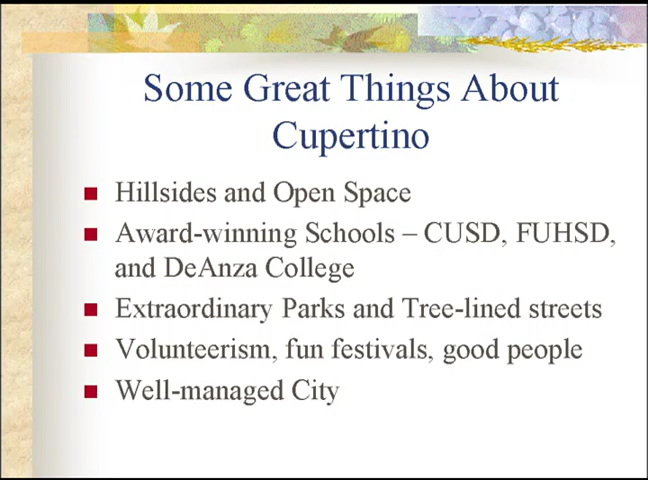 Some Great Things About
Cupertino
Hillsides and Open Space
Award-winning Schools – CUSD, FUHSD,
and DeAnza College
Extraordinary Parks and Tree-lined streets
Volunteerism, fun festivals, good people
Well-managed City